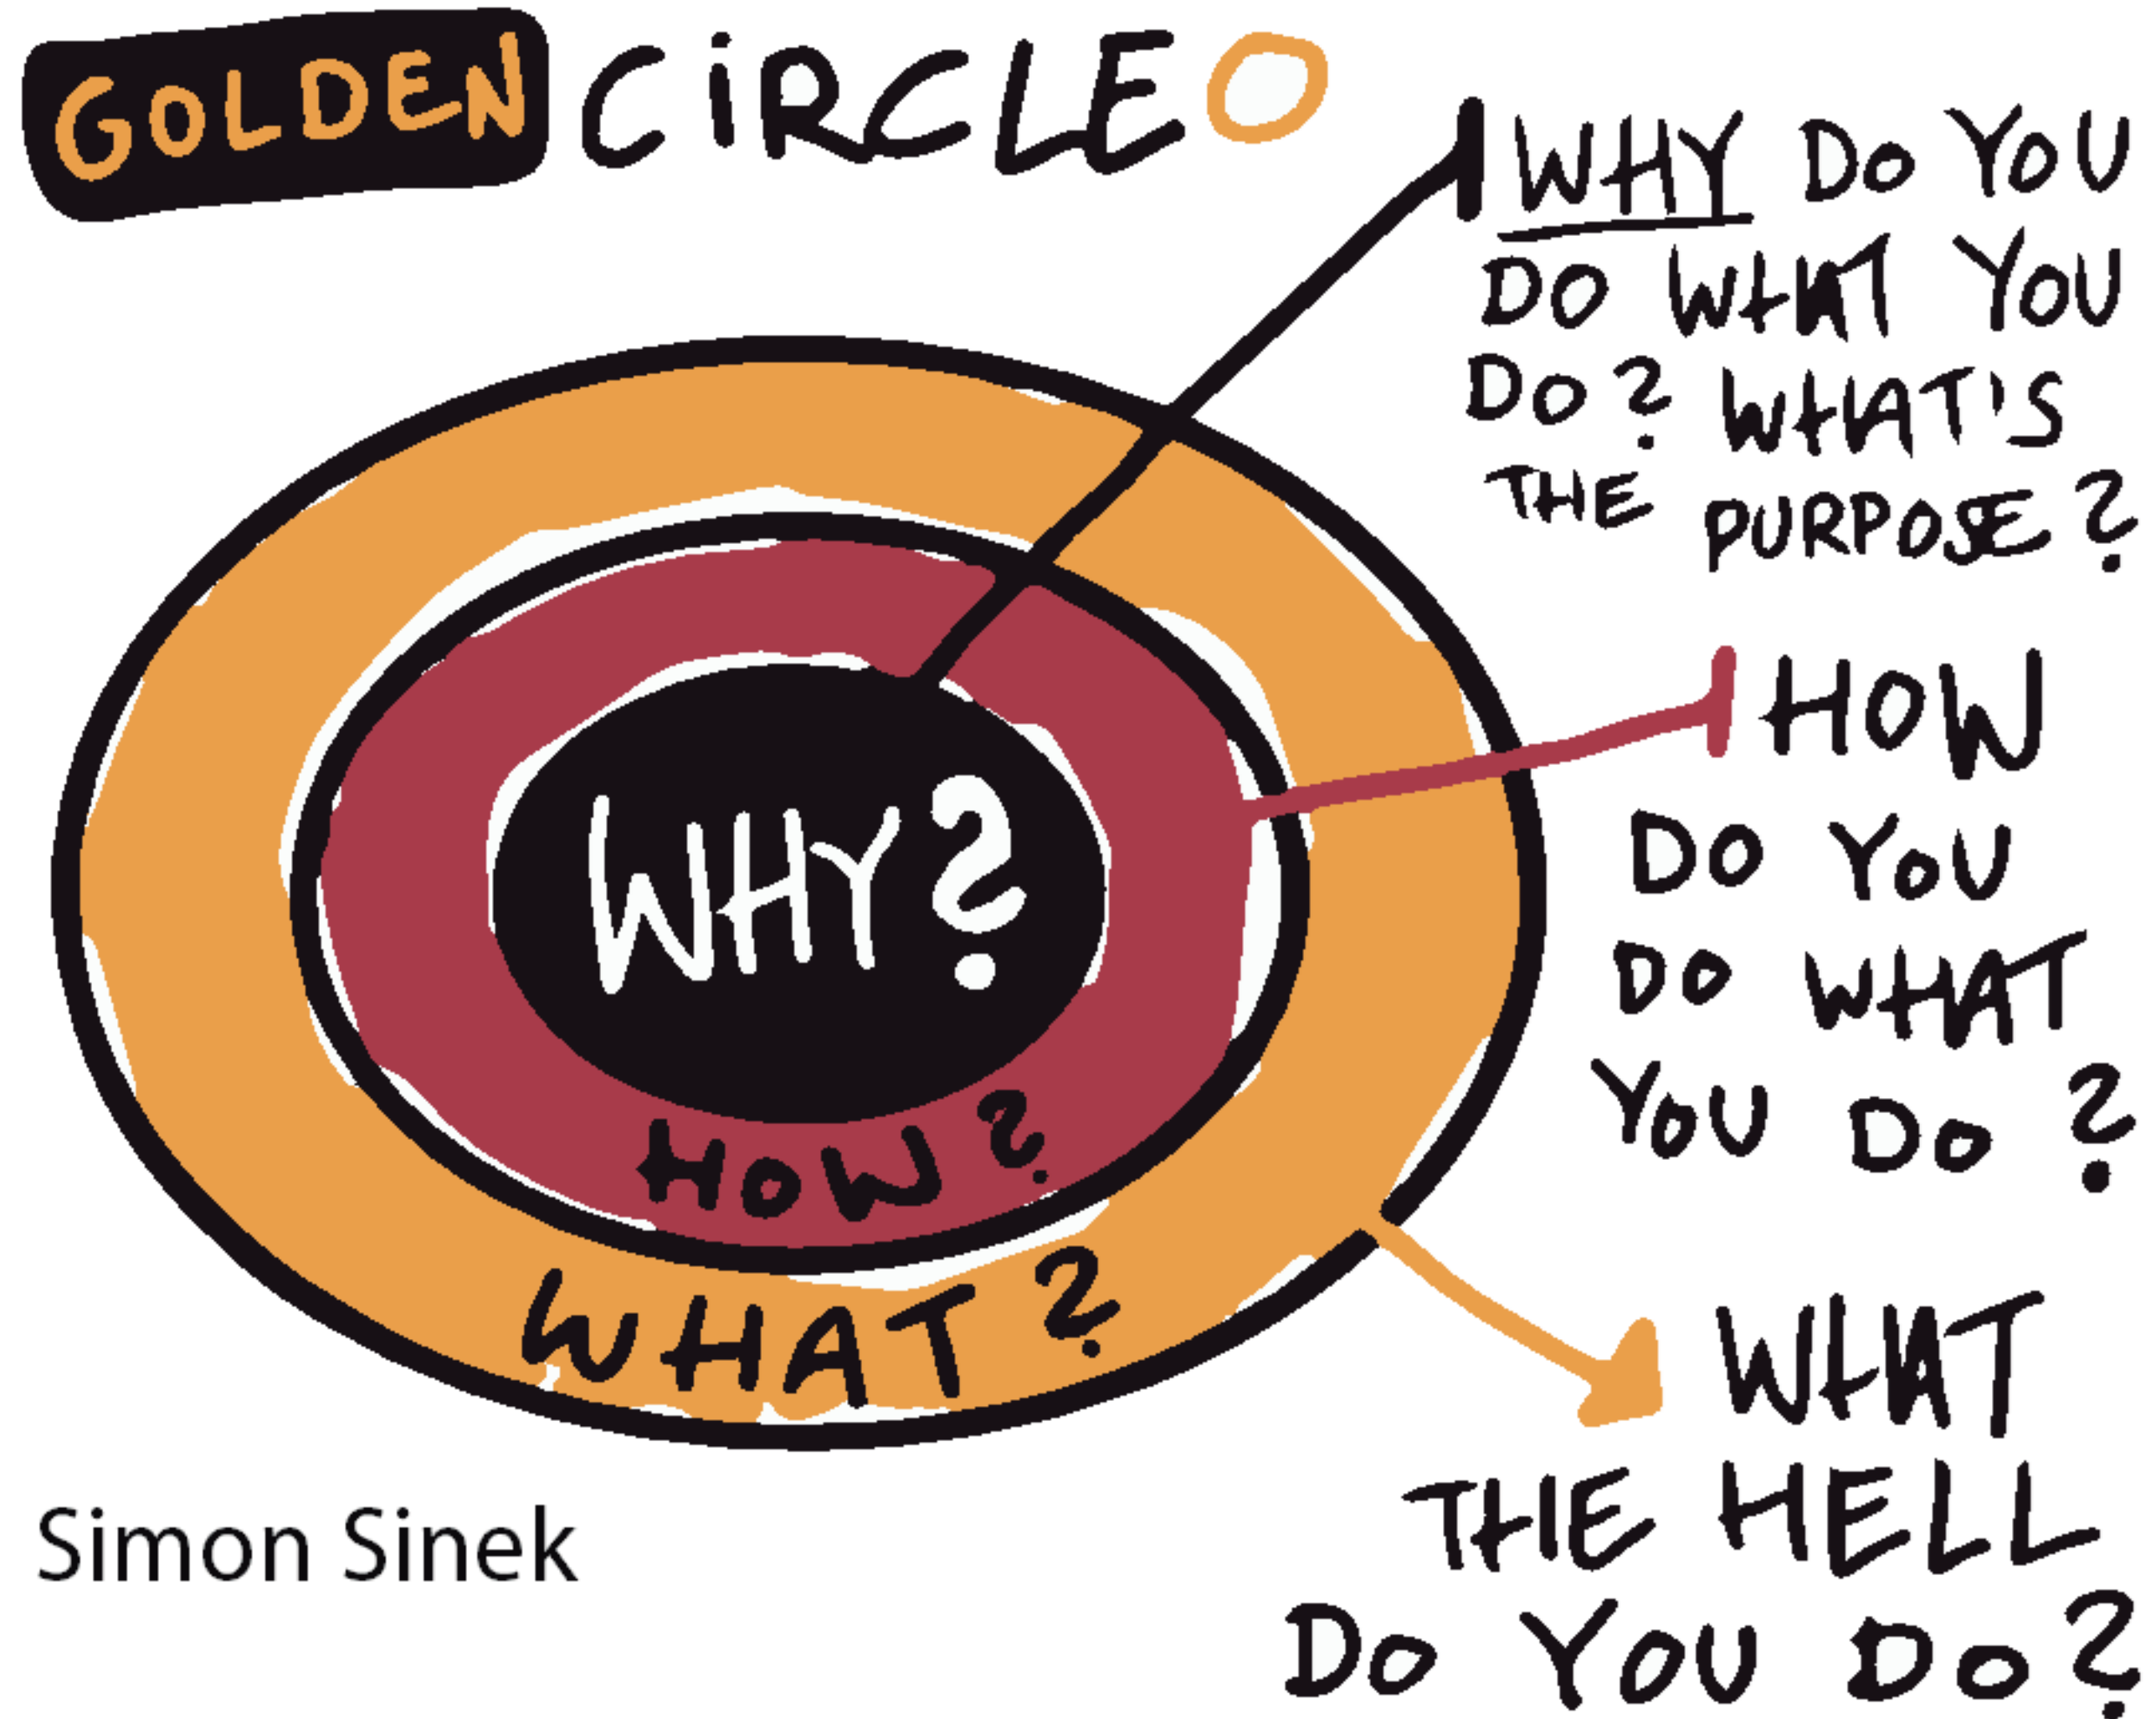 GOLDEN CIRCLE
WHY DO YOU
DO WHAT YOU
DO? WHAT'S
THE PURPOSE?
HOW
DO YOU
DO WHAT
YOU DO?
WHAT
THE HELL
DO YOU DO?
WHY?
HOW?
WHAT?
Simon Sinek